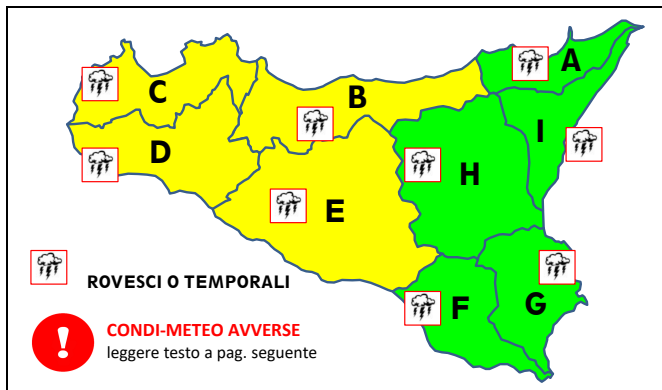 A
C
B
I
D
H
E
F
G
ROVESCI O TEMPORALI
!
CONDI-METEO AVVERSE
leggere testo a pag. seguente